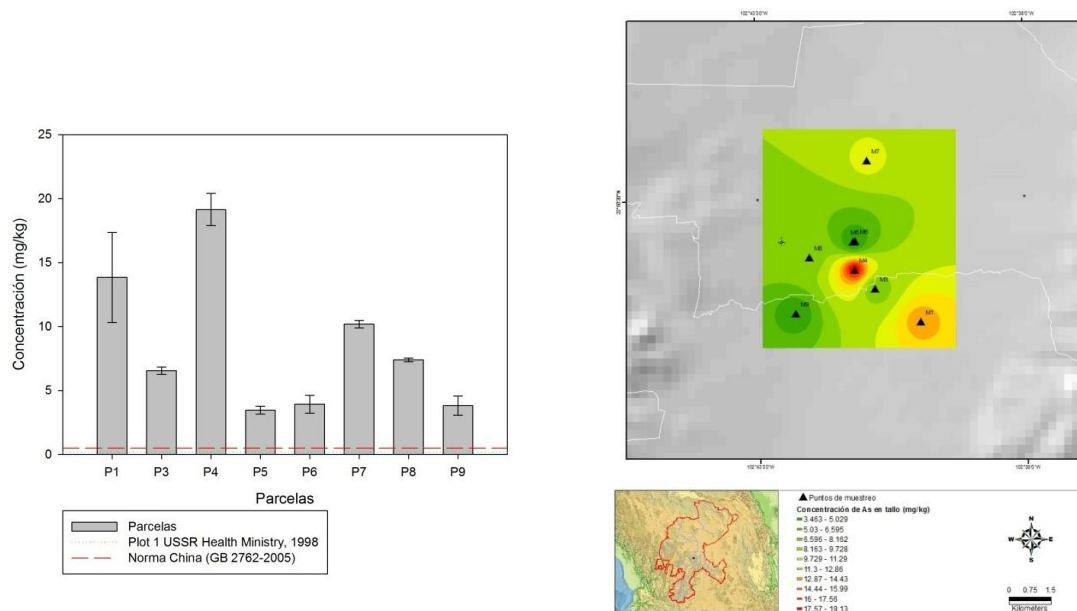 25
20
15
10
5
0
Concentración (mg/kg)
P1 P3 P4 P5 P6 P7 P8 P9
Parcelas
Parcelas
Plot 1 USSR Health Ministry, 1998
Norma China (GB 2762-2005)
M7
M8
M4
M3
M9
M1
Puntos de muestreo
Concentración de As en tallo (mg/kg)
3.463 - 5.029
5.03 - 6.595
6.596 - 8.162
8.163 - 9.728
9.729 - 11.29
11.3 - 12.86
12.87 - 14.43
14.44 - 15.99
16 - 17.56
17.57 - 19.13
N
W E
S
0 0.75 1.5
Kilometers